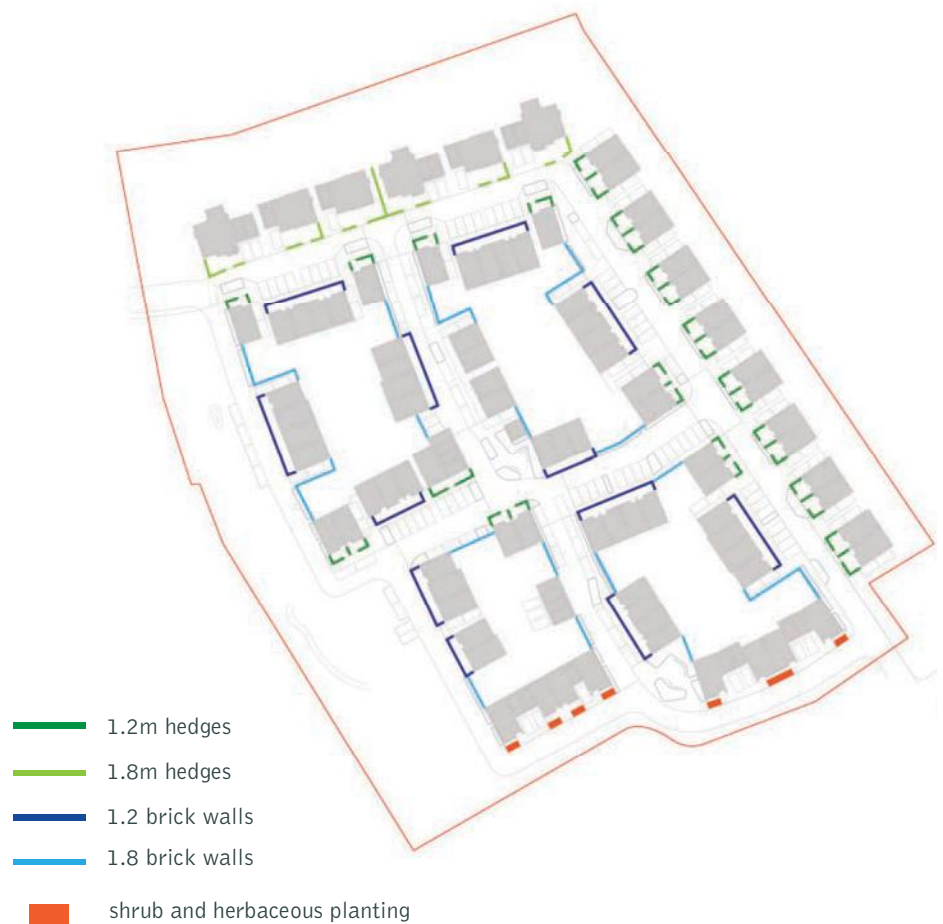 1.2m hedges
1.8m hedges
1.2 brick walls
1.8 brick walls
shrub and herbaceous planting